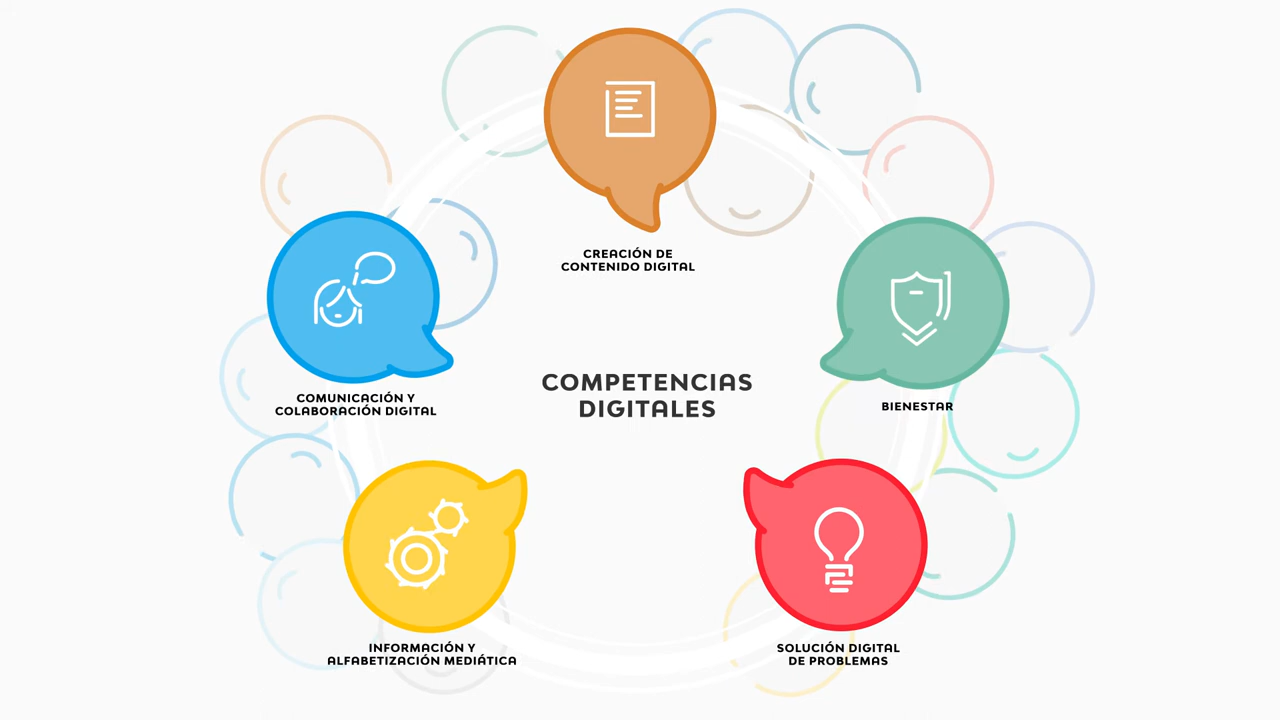 CREACIÓN DE
CONTENIDO DIGITAL
COMUNICACIÓN Y
COLABORACIÓN DIGITAL
COMPETENCIAS
DIGITALES
BIENESTAR
INFORMACIÓN Y
ALFABETIZACIÓN MEDIÁTICA
SOLUCIÓN DIGITAL
DE PROBLEMAS